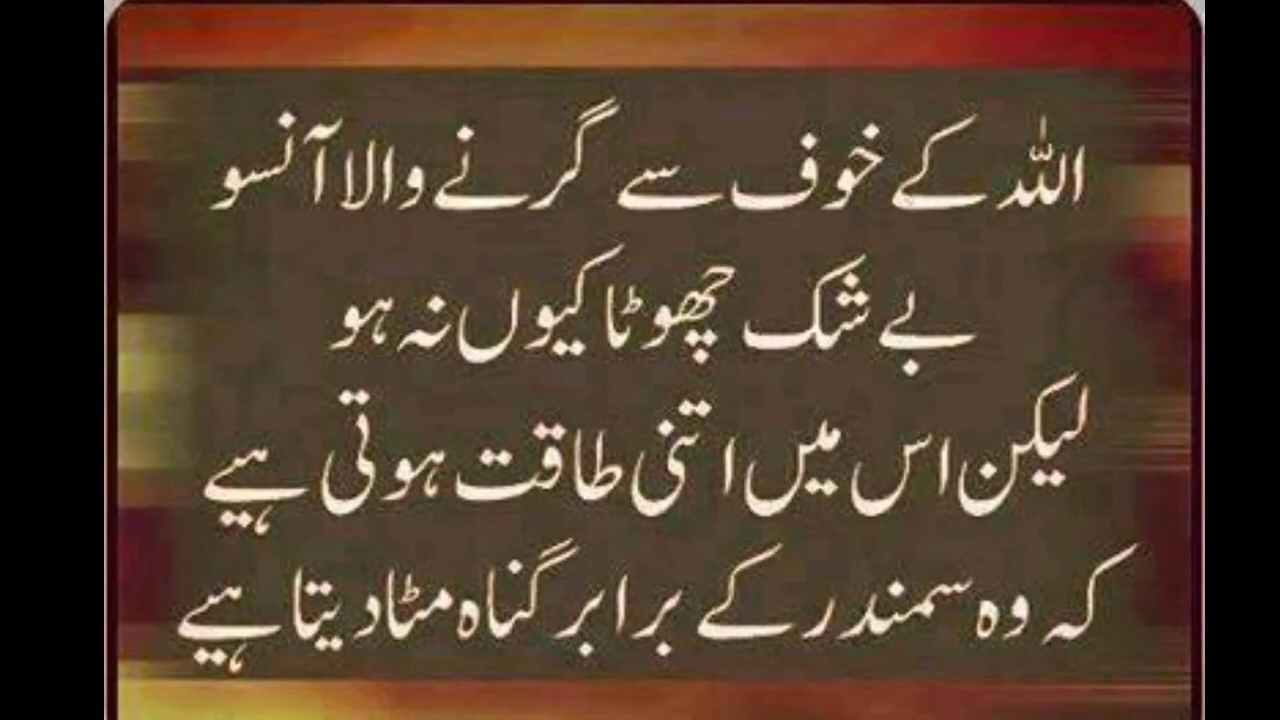 اللہ کے خوف سے گرنے والا آنسو
بے شک چھوٹا کیوں نہ ہو
لیکن اس میں اتنی طاقت ہوتی ہیے
کہ وہ سمندر کے برابر گناہ مٹا دیتا ہیے